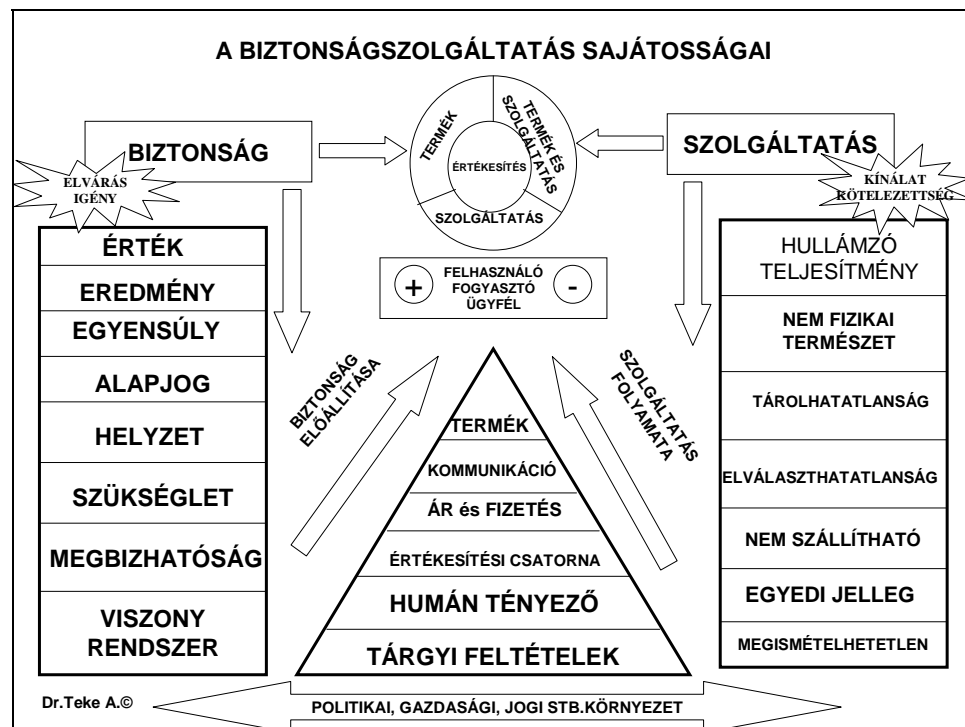 A BIZTONSÁGSZOLGÁLTATÁS SAJÁTOSSÁGAI
BIZTONSÁG
ELVÁRÁS
IGÉNY
ÉRTÉK
EREDMÉNY
EGYENSÚLY
ALAPJOG
HELYZET
SZÜKSÉGLET
MEGBIZHATÓSÁG
VISZONY
RENDSZER
TERMÉK
TERMÉK ÉS
SZOLGÁLTATÁS
ÉRTÉKESÍTÉS
SZOLGÁLTATÁS
+
FELHASZNÁLÓ
FOGYASZTÓ
ÜGYFÉL
-
BIZTONSÁG
ELŐÁLLÍTÁSA
SZOLGÁLTATÁS
FOLYAMATA
TERMÉK
KOMMUNIKÁCIÓ
ÁR és FIZETÉS
ÉRTÉKESÍTÉSI CSATORNA
HUMÁN TÉNYEZŐ
TÁRGYI FELTÉTELEK
SZOLGÁLTATÁS
KÍNÁLAT
KÖTELEZETTSÉG
HULLÁMZÓ
TELJESÍTMÉNY
NEM FIZIKAI
TERMÉSZET
TÁROLHATATLANSÁG
ELVÁLASZTHATATLANSÁG
NEM SZÁLLÍTHATÓ
EGYEDI JELLEG
MEGISMÉTELHETETLEN
Dr.Teke A.©
POLITIKAI, GAZDASÁGI, JOGI STB.KÖRNYEZET